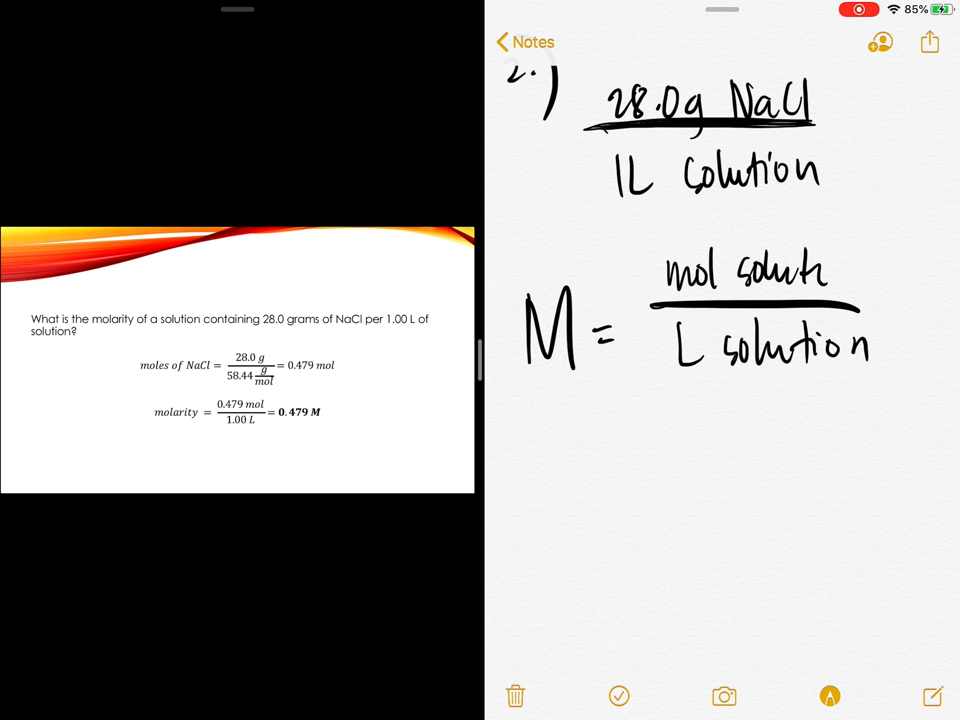 85%
Notes
2.)
28.0g NaCl
1L solution
M = mol solute
L solution
What is the molarity of a solution containing 28.0 grams of NaCl per 1.00 L of
solution?
moles of NaCl = 28.0 g / 58.44 g/mol = 0.479 mol
molarity = 0.479 mol / 1.00 L = 0.479 M